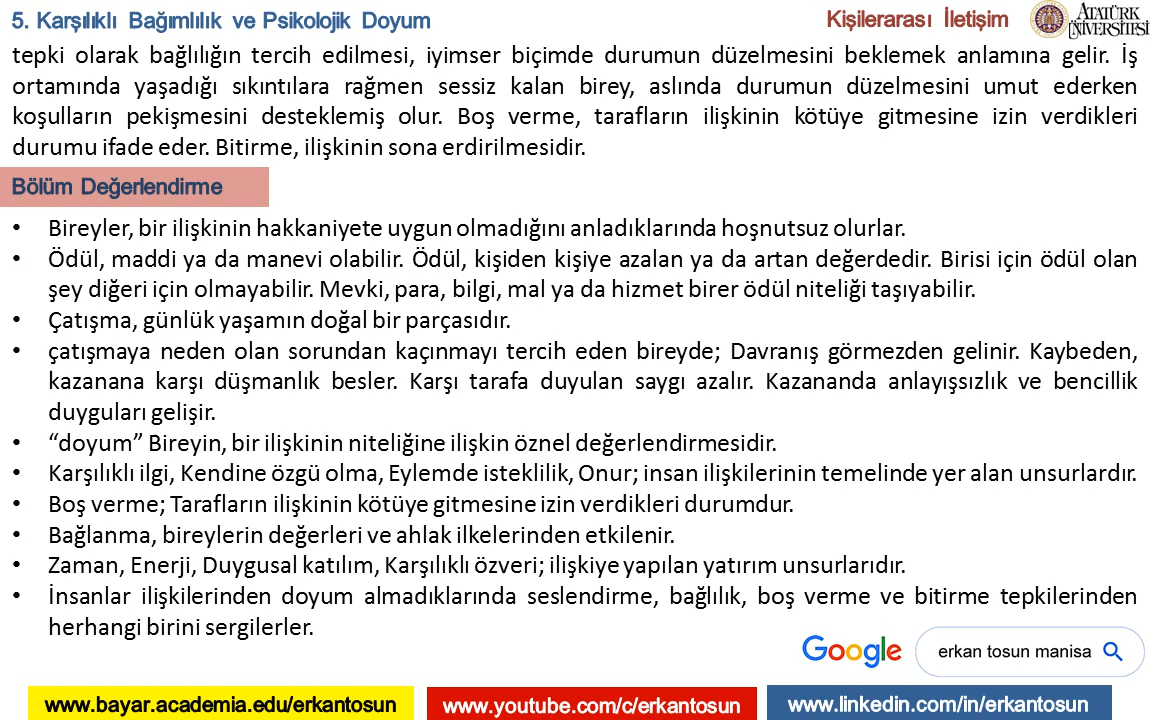 5. Karşılıklı Bağımlılık ve Psikolojik Doyum
Kişilerarası İletişim
ATATÜRK
ÜNİVERSİTESİ
tepki olarak bağlılığın tercih edilmesi, iyimser biçimde durumun düzelmesini beklemek anlamına gelir. İş
ortamında yaşadığı sıkıntılara rağmen sessiz kalan birey, aslında durumun düzelmesini umut ederken
koşulların pekişmesini desteklemiş olur. Boş verme, tarafların ilişkinin kötüye gitmesine izin verdikleri
durumu ifade eder. Bitirme, ilişkinin sona erdirilmesidir.
Bölüm Değerlendirme
• Bireyler, bir ilişkinin hakkaniyete uygun olmadığını anladıklarında hoşnutsuz olurlar.
• Ödül, maddi ya da manevi olabilir. Ödül, kişiden kişiye azalan ya da artan değerdedir. Birisi için ödül olan
şey diğeri için olmayabilir. Mevki, para, bilgi, mal ya da hizmet birer ödül niteliği taşıyabilir.
• Çatışma, günlük yaşamın doğal bir parçasıdır.
• çatışmaya neden olan sorundan kaçınmayı tercih eden bireyde; Davranış görmezden gelinir. Kaybeden,
kazanana karşı düşmanlık besler. Karşı tarafa duyulan saygı azalır. Kazananda anlayışsızlık ve bencillik
duyguları gelişir.
• “doyum” Bireyin, bir ilişkinin niteliğine ilişkin öznel değerlendirmesidir.
• Karşılıklı ilgi, Kendine özgü olma, Eylemde isteklilik, Onur; insan ilişkilerinin temelinde yer alan unsurlardır.
• Boş verme; Tarafların ilişkinin kötüye gitmesine izin verdikleri durumdur.
• Bağlanma, bireylerin değerleri ve ahlak ilkelerinden etkilenir.
• Zaman, Enerji, Duygusal katılım, Karşılıklı özveri; ilişkiye yapılan yatırım unsurlarıdır.
• İnsanlar ilişkilerinden doyum almadıklarında seslendirme, bağlılık, boş verme ve bitirme tepkilerinden
herhangi birini sergilerler.
Google
erkan tosun manisa
www.bayar.academia.edu/erkantosun
www.youtube.com/c/erkantosun
www.linkedin.com/in/erkantosun